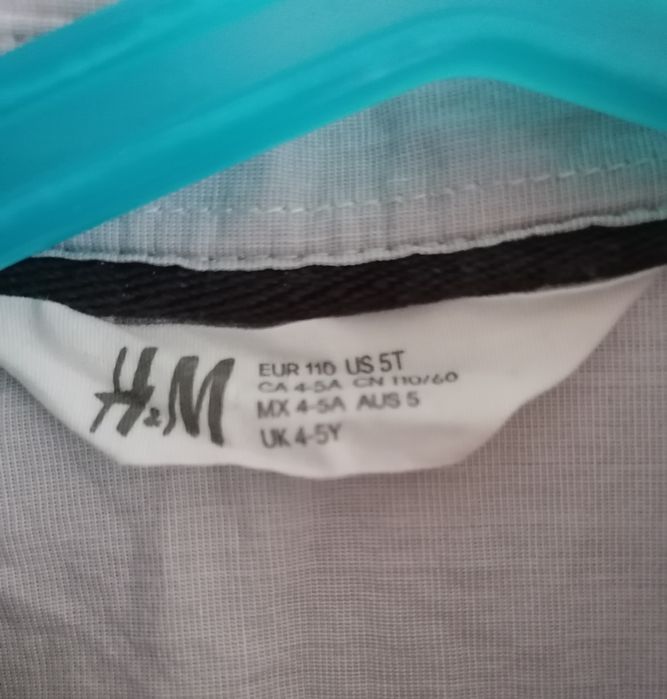 H&M
EUR 110 US 5T
CA 4-5A CN 110/60
MX 4-5A AUS 5
UK 4-5Y